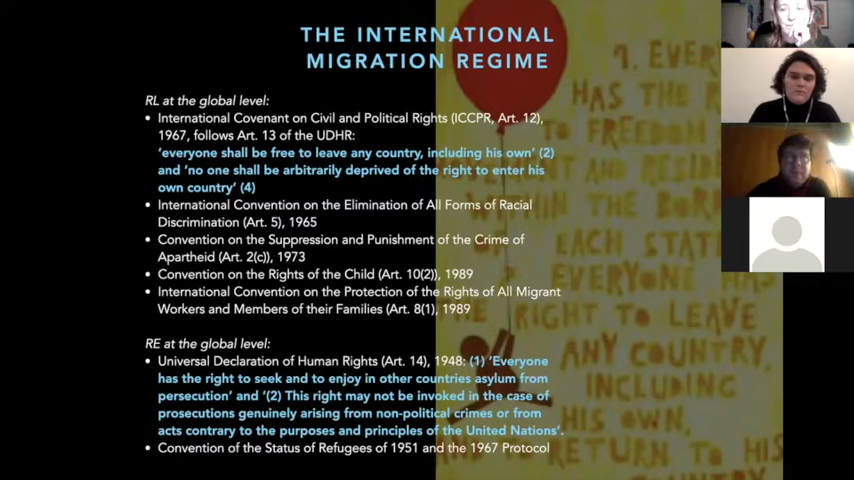 THE INTERNATIONAL
MIGRATION REGIME
RL at the global level:
• International Covenant on Civil and Political Rights (ICCPR, Art. 12),
1967, follows Art. 13 of the UDHR:
‘everyone shall be free to leave any country, including his own’ (2)
and ‘no one shall be arbitrarily deprived of the right to enter his
own country’ (4)
• International Convention on the Elimination of All Forms of Racial
Discrimination (Art. 5), 1965
• Convention on the Suppression and Punishment of the Crime of
Apartheid (Art. 2(c)), 1973
• Convention on the Rights of the Child (Art. 10(2)), 1989
• International Convention on the Protection of the Rights of All Migrant
Workers and Members of their Families (Art. 8(1), 1989
RE at the global level:
• Universal Declaration of Human Rights (Art. 14), 1948: (1) ‘Everyone
has the right to seek and to enjoy in other countries asylum from
persecution’ and ‘(2) This right may not be invoked in the case of
prosecutions genuinely arising from non-political crimes or from
acts contrary to the purposes and principles of the United Nations’.
• Convention of the Status of Refugees of 1951 and the 1967 Protocol
HAS THE
TO FREEDOM
EACH
RIGHT TO LEAVE
ANY COUNTRY,
INCLUDING
HIS OWN,
RETURN TO HIS